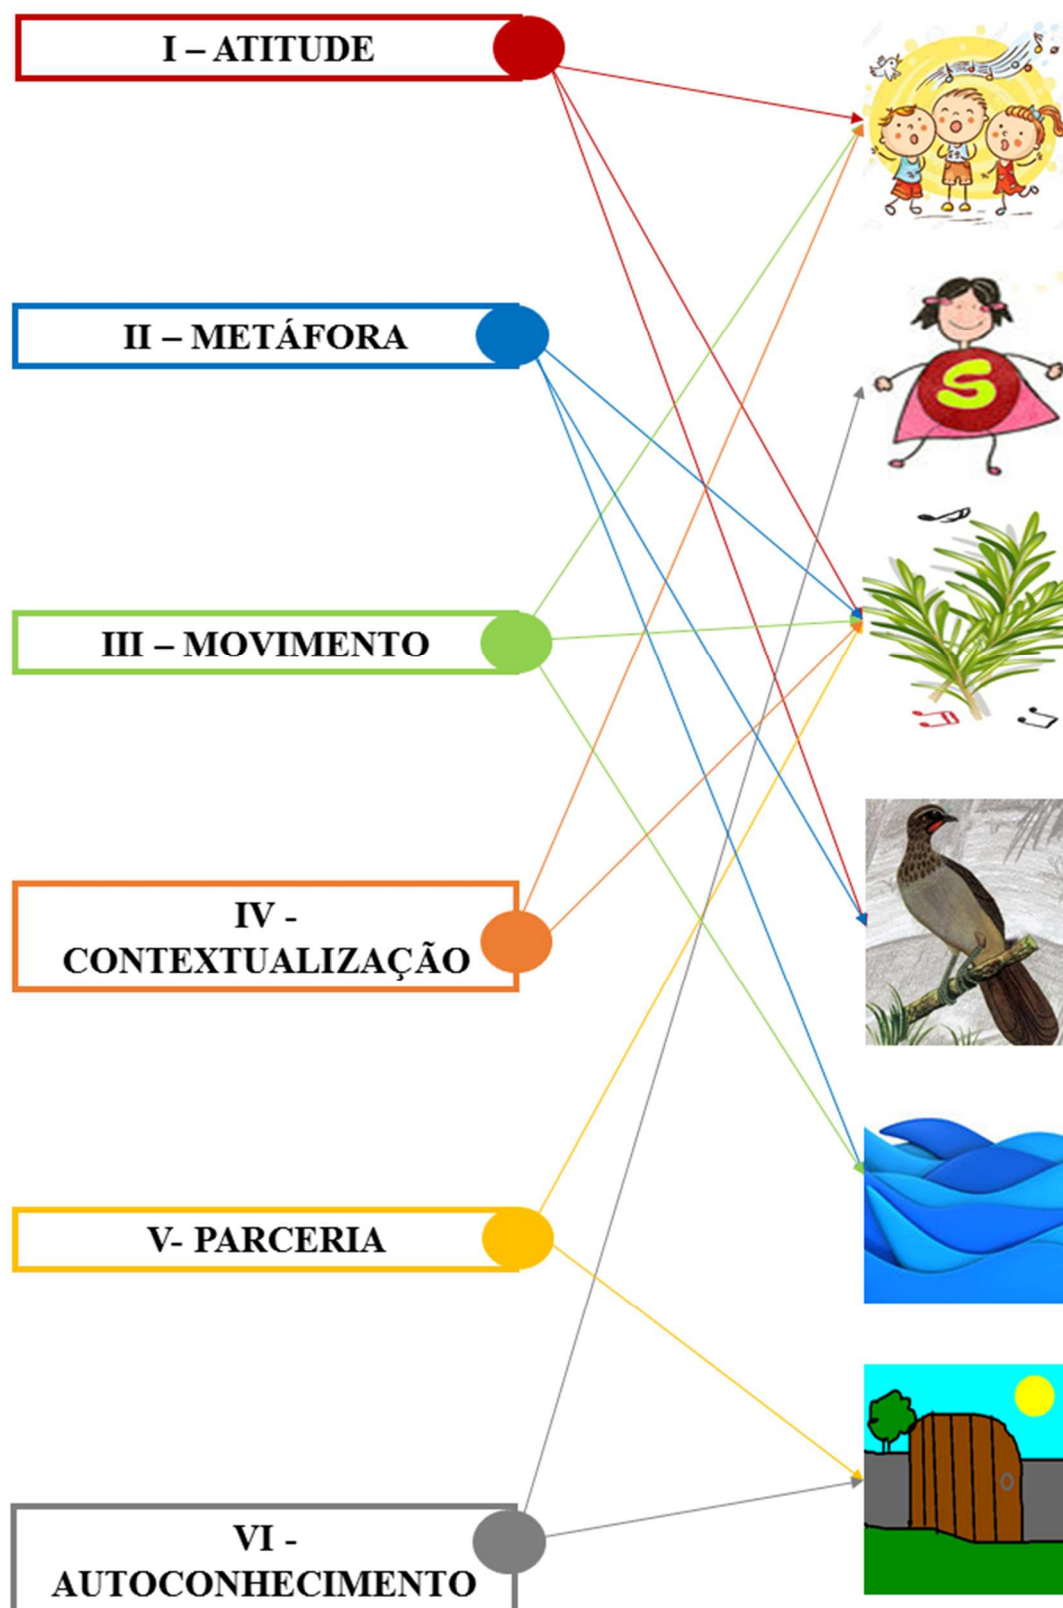 I – ATITUDE
II – METÁFORA
S
III – MOVIMENTO
IV -
CONTEXTUALIZAÇÃO
V- PARCERIA
VI -
AUTOCONHECIMENTO